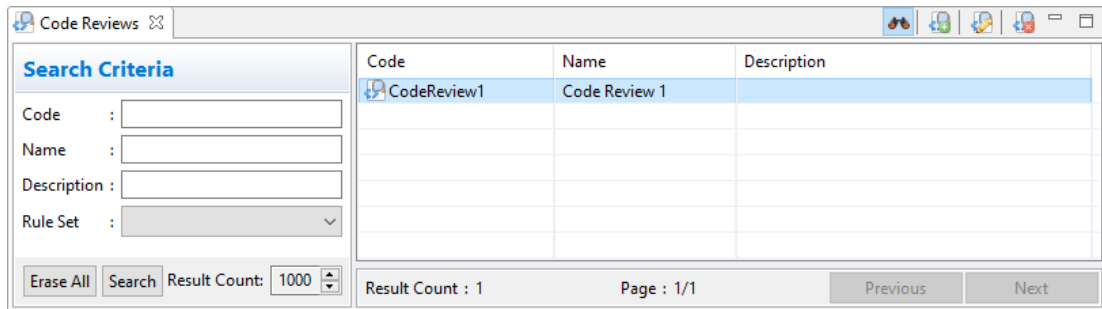 Code Reviews
Search Criteria
Code :
Name :
Description :
Rule Set :
Erase All Search Result Count: 1000
Code Name Description
CodeReview1 Code Review 1
Result Count : 1 Page : 1/1 Previous Next